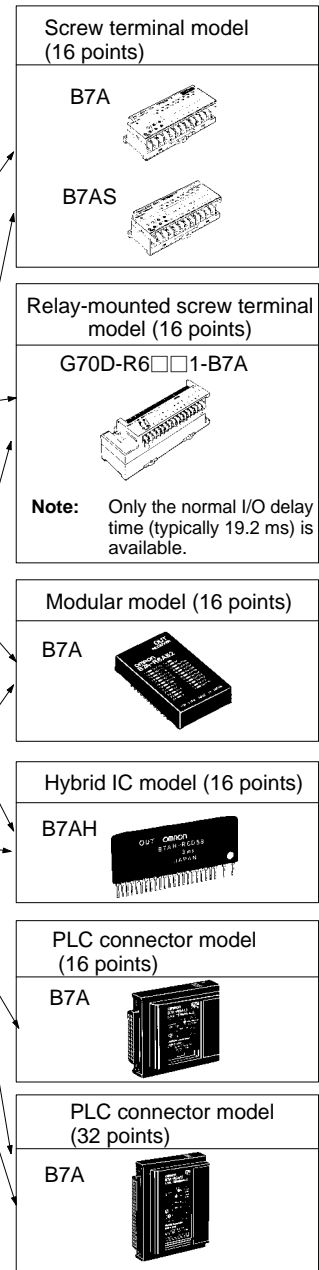 Screw terminal model
(16 points)
B7A
B7AS
Relay-mounted screw terminal
model (16 points)
G70D-R6□□1-B7A
Note: Only the normal I/O delay
time (typically 19.2 ms) is
available.
Modular model (16 points)
B7A
OUT
OMRON
Hybrid IC model (16 points)
B7AH
OUT OMRON
JAPAN
PLC connector model
(16 points)
B7A
PLC connector model
(32 points)
B7A